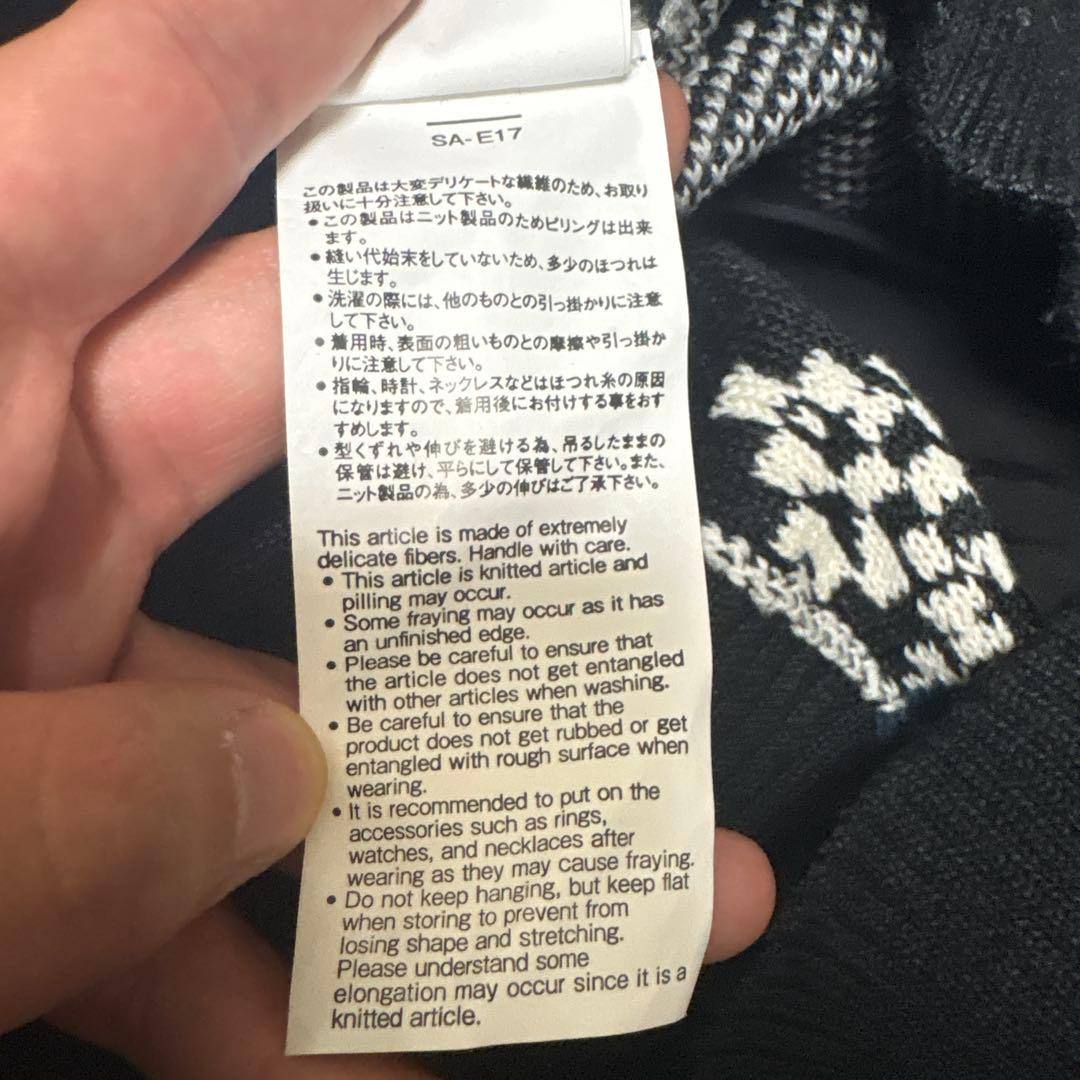 SA-E17
この製品は大変デリケートな繊維のため、お取り
扱いに十分注意して下さい。
•この製品はニット製品のためピリングは出来
ます。
•縫い代始末をしていないため、多少のほつれは
生じます。
•洗濯の際には、他のものとの引っ掛かりに注意
して下さい。
•着用時、表面の粗いものとの摩擦や引っ掛か
りに注意して下さい。
•指輪、時計、ネックレスなどはほつれ糸の原因
になりますので、着用後にお付けする事をおす
すめします。
•型くずれや伸びを避ける為、吊るしたままの
保管は避け、平らにして保管して下さい。また、
ニット製品の為、多少の伸びはご了承下さい。
This article is made of extremely
delicate fibers. Handle with care.
• This article is knitted article and
pilling may occur.
• Some fraying may occur as it has
an unfinished edge.
• Please be careful to ensure that
the article does not get entangled
with other articles when washing.
• Be careful to ensure that the
product does not get rubbed or get
entangled with rough surface when
wearing.
• It is recommended to put on the
accessories such as rings,
watches, and necklaces after
wearing as they may cause fraying.
• Do not keep hanging, but keep flat
when storing to prevent from
losing shape and stretching.
Please understand some
elongation may occur since it is a
knitted article.